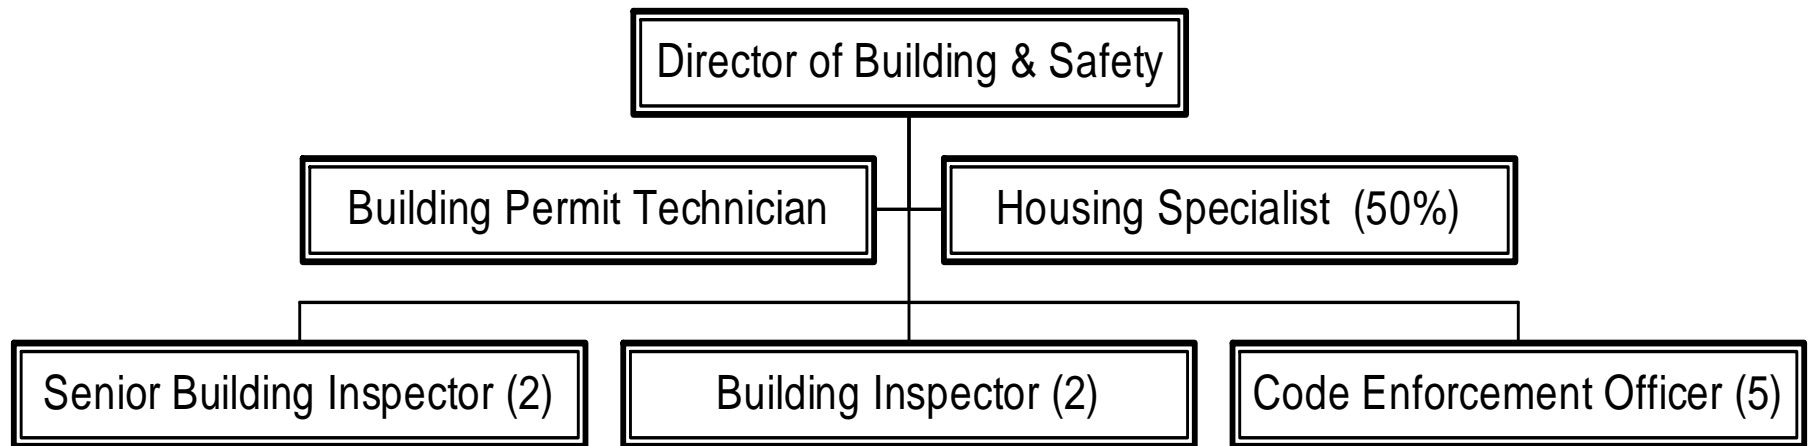 Director of Building & Safety
Building Permit Technician
Housing Specialist (50%)
Senior Building Inspector (2)
Building Inspector (2)
Code Enforcement Officer (5)